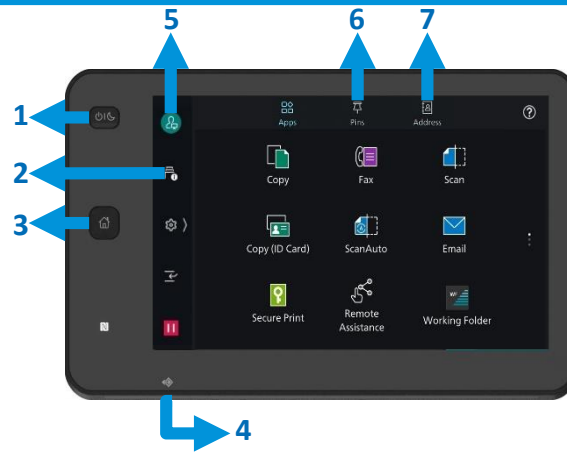 5 6 7
1
2
3
4
Apps Pins Address ?
Copy Fax Scan
Copy (ID Card) ScanAuto Email
Secure Print Remote Assistance Working Folder